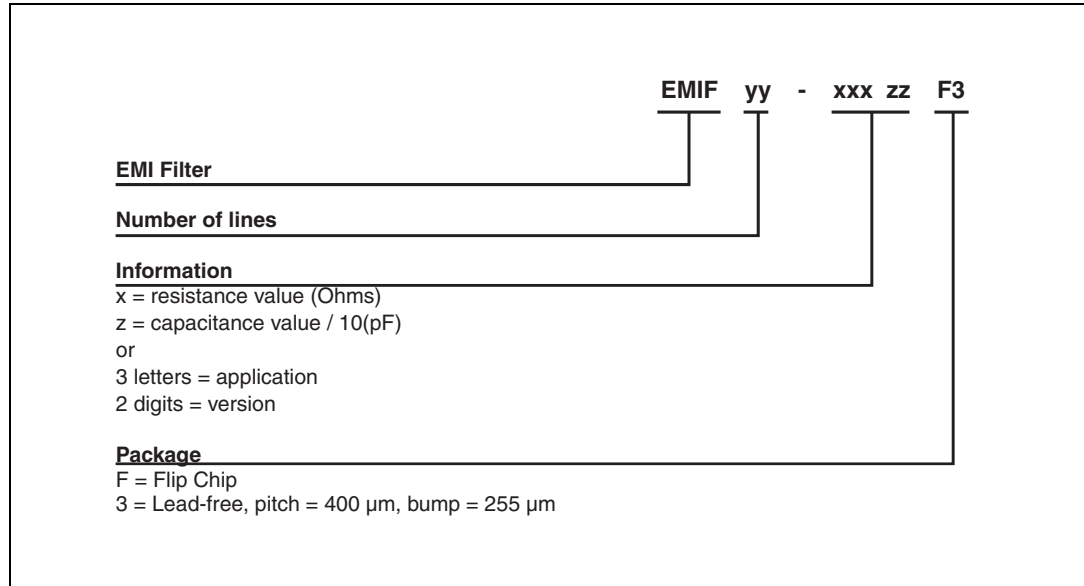 EMIF yy - xxx zz F3
EMI Filter
Number of lines
Information
x = resistance value (Ohms)
z = capacitance value / 10(pF)
or
3 letters = application
2 digits = version
Package
F = Flip Chip
3 = Lead-free, pitch = 400 µm, bump = 255 µm